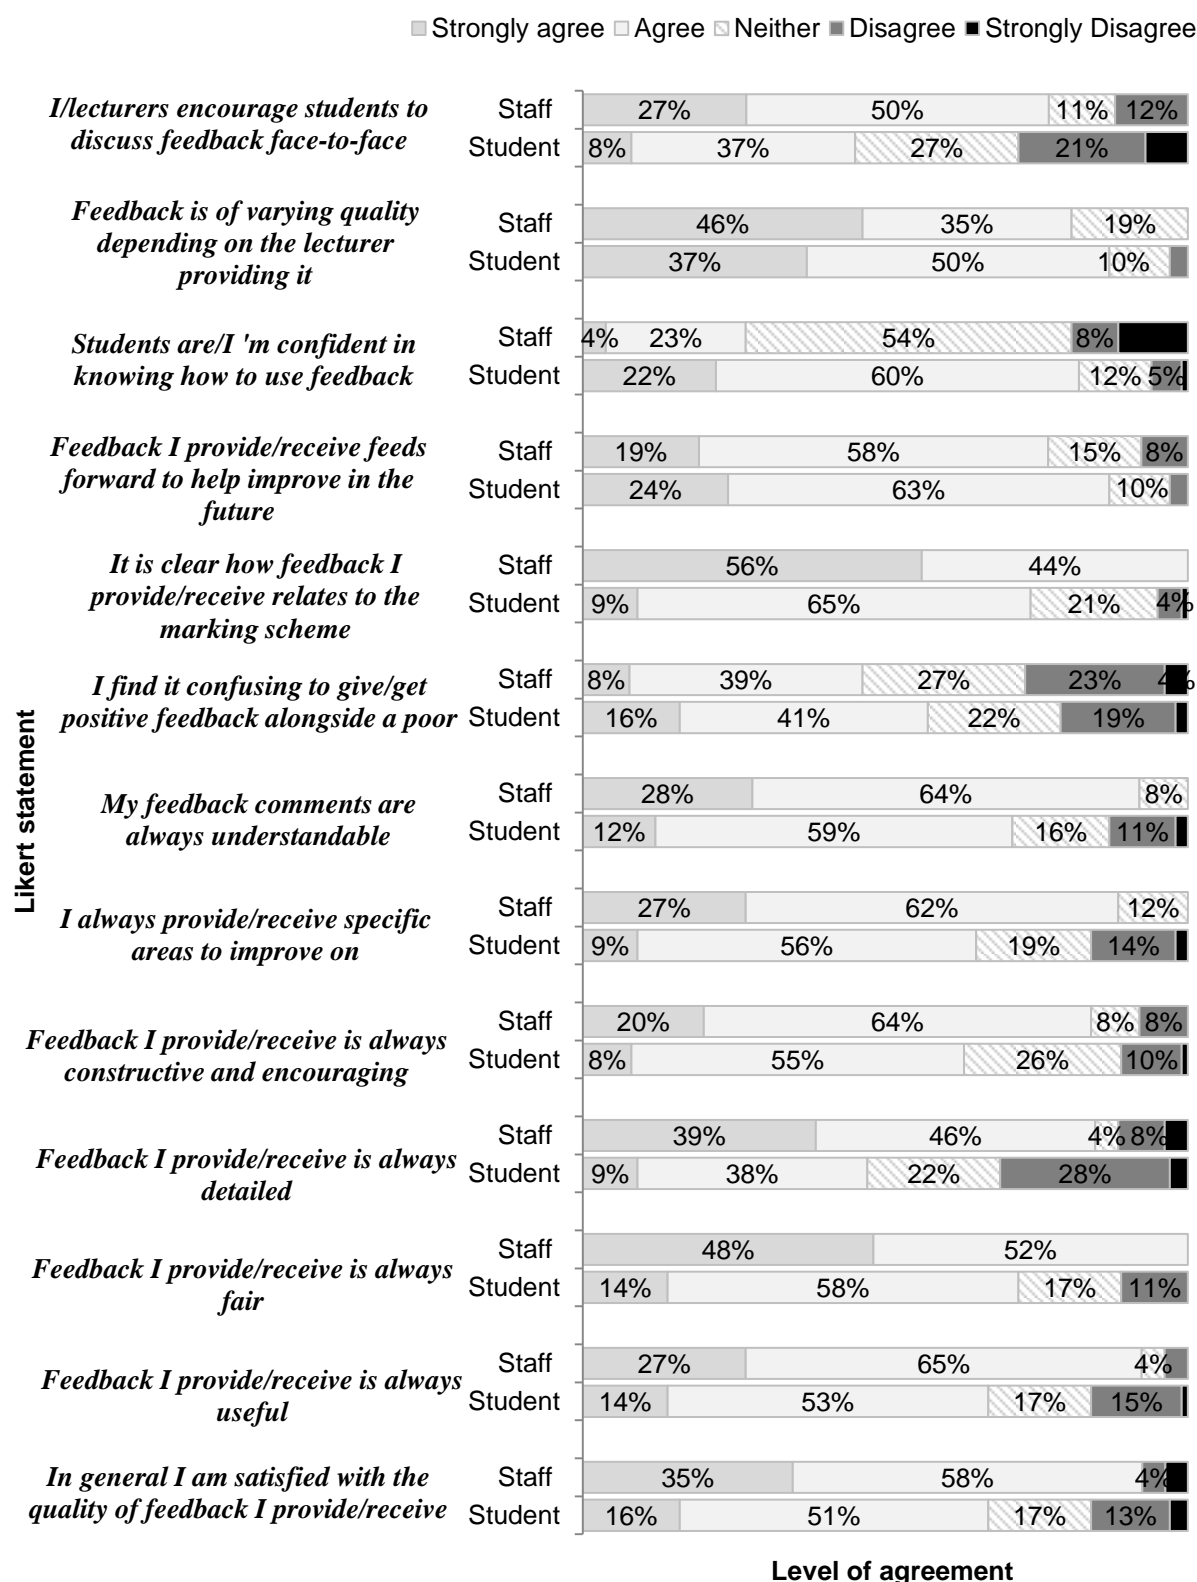 Strongly agree Agree Neither Disagree Strongly Disagree
I/lecturers encourage students to
discuss feedback face-to-face
Staff 27% 50% 11% 12%
Student 8% 37% 27% 21%
Feedback is of varying quality
depending on the lecturer
providing it
Staff 46% 35% 19%
Student 37% 50% 10%
Students are/I 'm confident in
knowing how to use feedback
Staff 4% 23% 54% 8%
Student 22% 60% 12% 5%
Feedback I provide/receive feeds
forward to help improve in the
future
Staff 19% 58% 15% 8%
Student 24% 63% 10%
It is clear how feedback I
provide/receive relates to the
marking scheme
Staff 56% 44%
Student 9% 65% 21% 4%
I find it confusing to give/get
positive feedback alongside a poor
Staff 8% 39% 27% 23% 4%
Student 16% 41% 22% 19%
My feedback comments are
always understandable
Staff 28% 64% 8%
Student 12% 59% 16% 11%
I always provide/receive specific
areas to improve on
Staff 27% 62% 12%
Student 9% 56% 19% 14%
Feedback I provide/receive is always
constructive and encouraging
Staff 20% 64% 8% 8%
Student 8% 55% 26% 10%
Feedback I provide/receive is always
detailed
Staff 39% 46% 4% 8%
Student 9% 38% 22% 28%
Feedback I provide/receive is always
fair
Staff 48% 52%
Student 14% 58% 17% 11%
Feedback I provide/receive is always
useful
Staff 27% 65% 4%
Student 14% 53% 17% 15%
In general I am satisfied with the
quality of feedback I provide/receive
Staff 35% 58% 4%
Student 16% 51% 17% 13%
Likert statement
Level of agreement